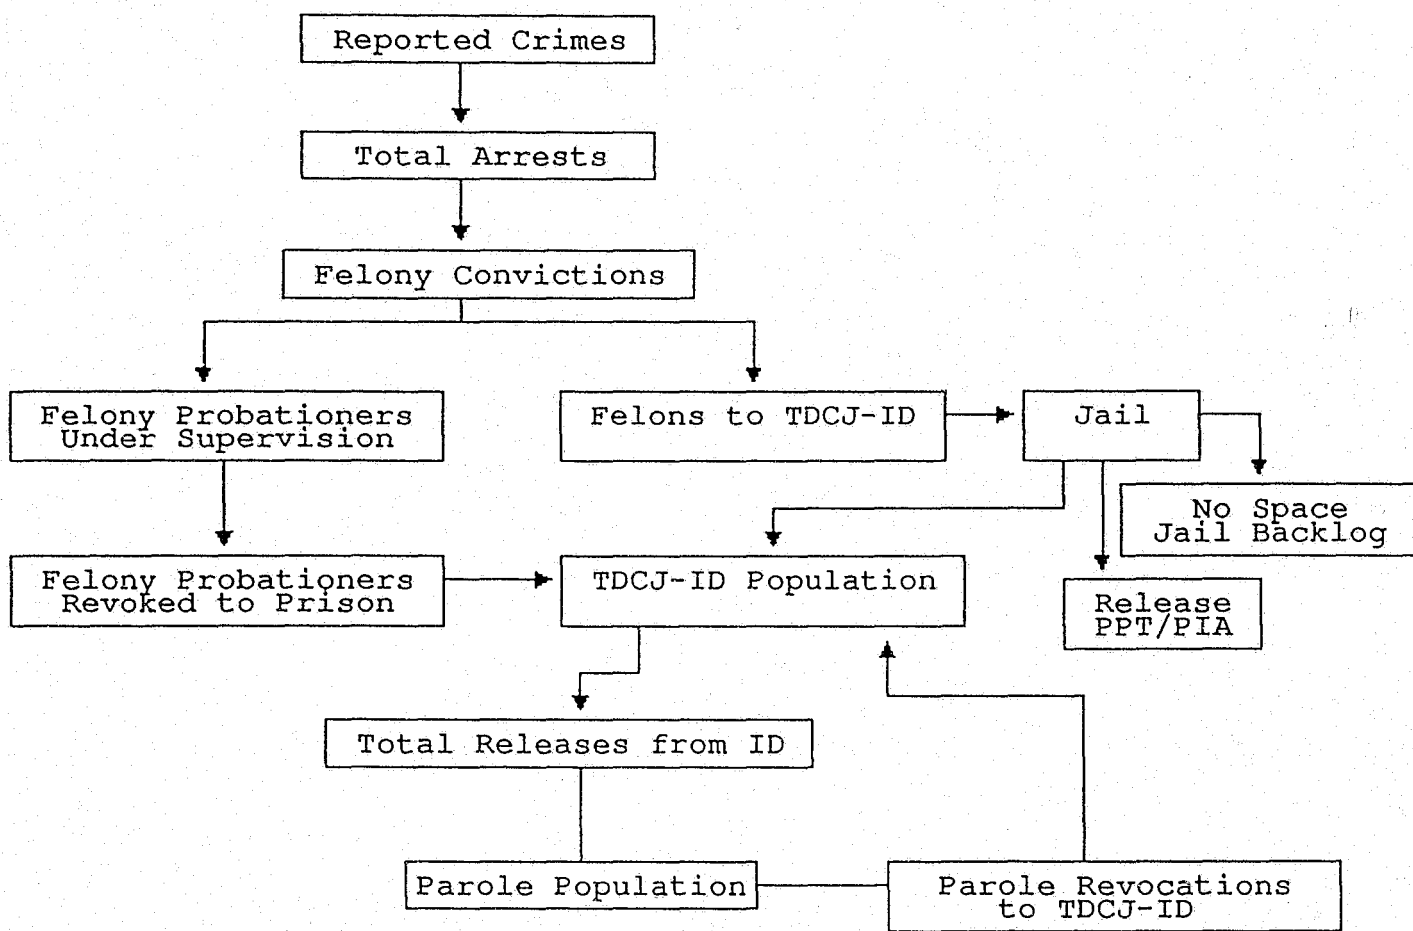 Reported Crimes
Total Arrests
Felony Convictions
Felony Probationers
Under Supervision
Felons to TDCJ-ID
Jail
No Space
Jail Backlog
Felony Probationers
Revoked to Prison
TDCJ-ID Population
Release
PPT/PIA
Total Releases from ID
Parole Population
Parole Revocations
to TDCJ-ID